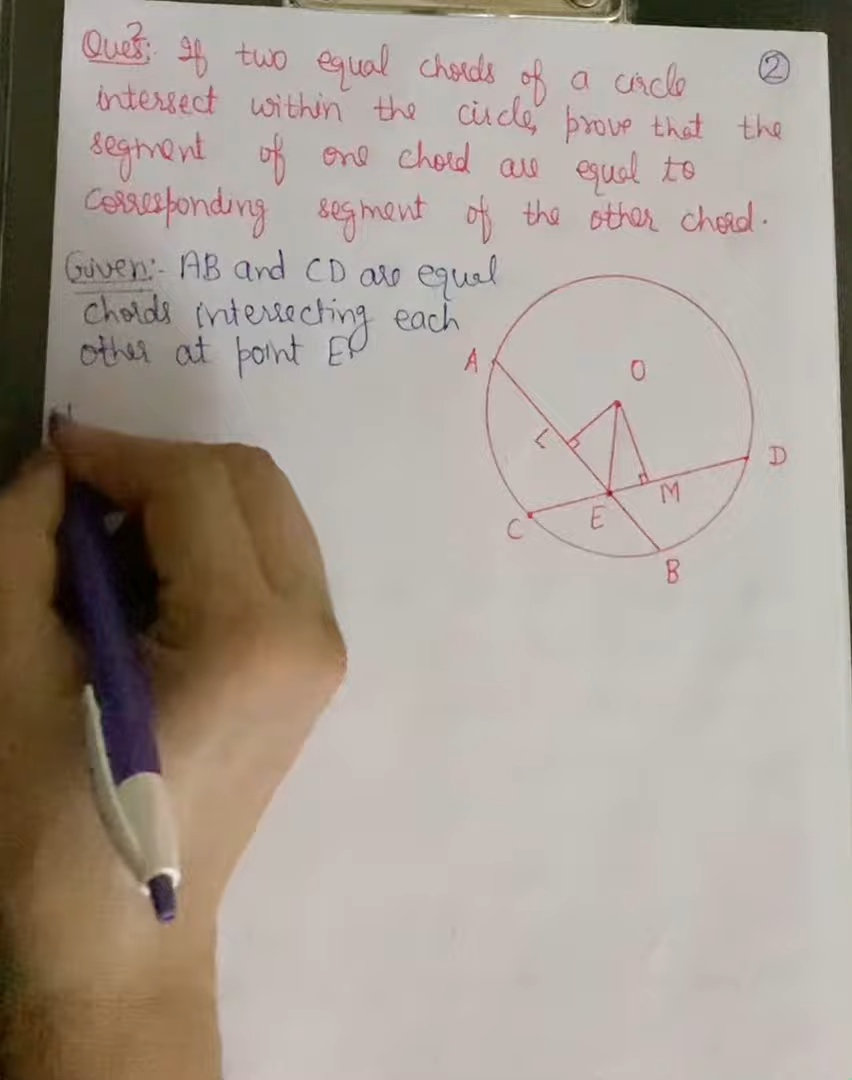 Ques2: If two equal chords of a circle
②
intersect within the circle, prove that the
segment of one chord are equal to
corresponding segment of the other chord.
Given:- AB and CD are equal
chords intersecting each
other at point E.
A
O
L
D
M
E
C
B